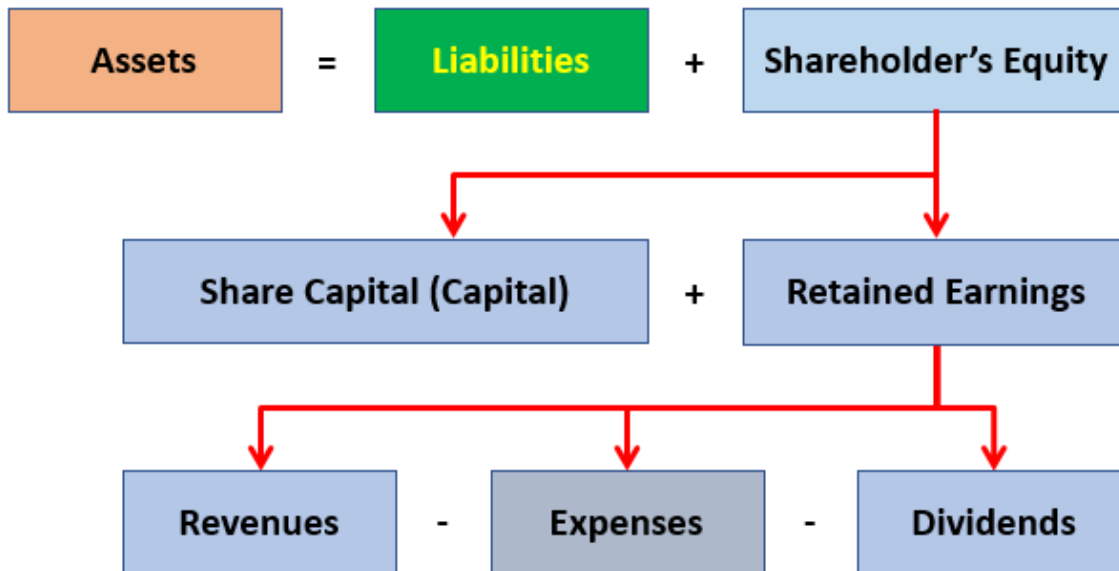 Assets = Liabilities + Shareholder’s Equity
Share Capital (Capital) + Retained Earnings
Revenues - Expenses - Dividends